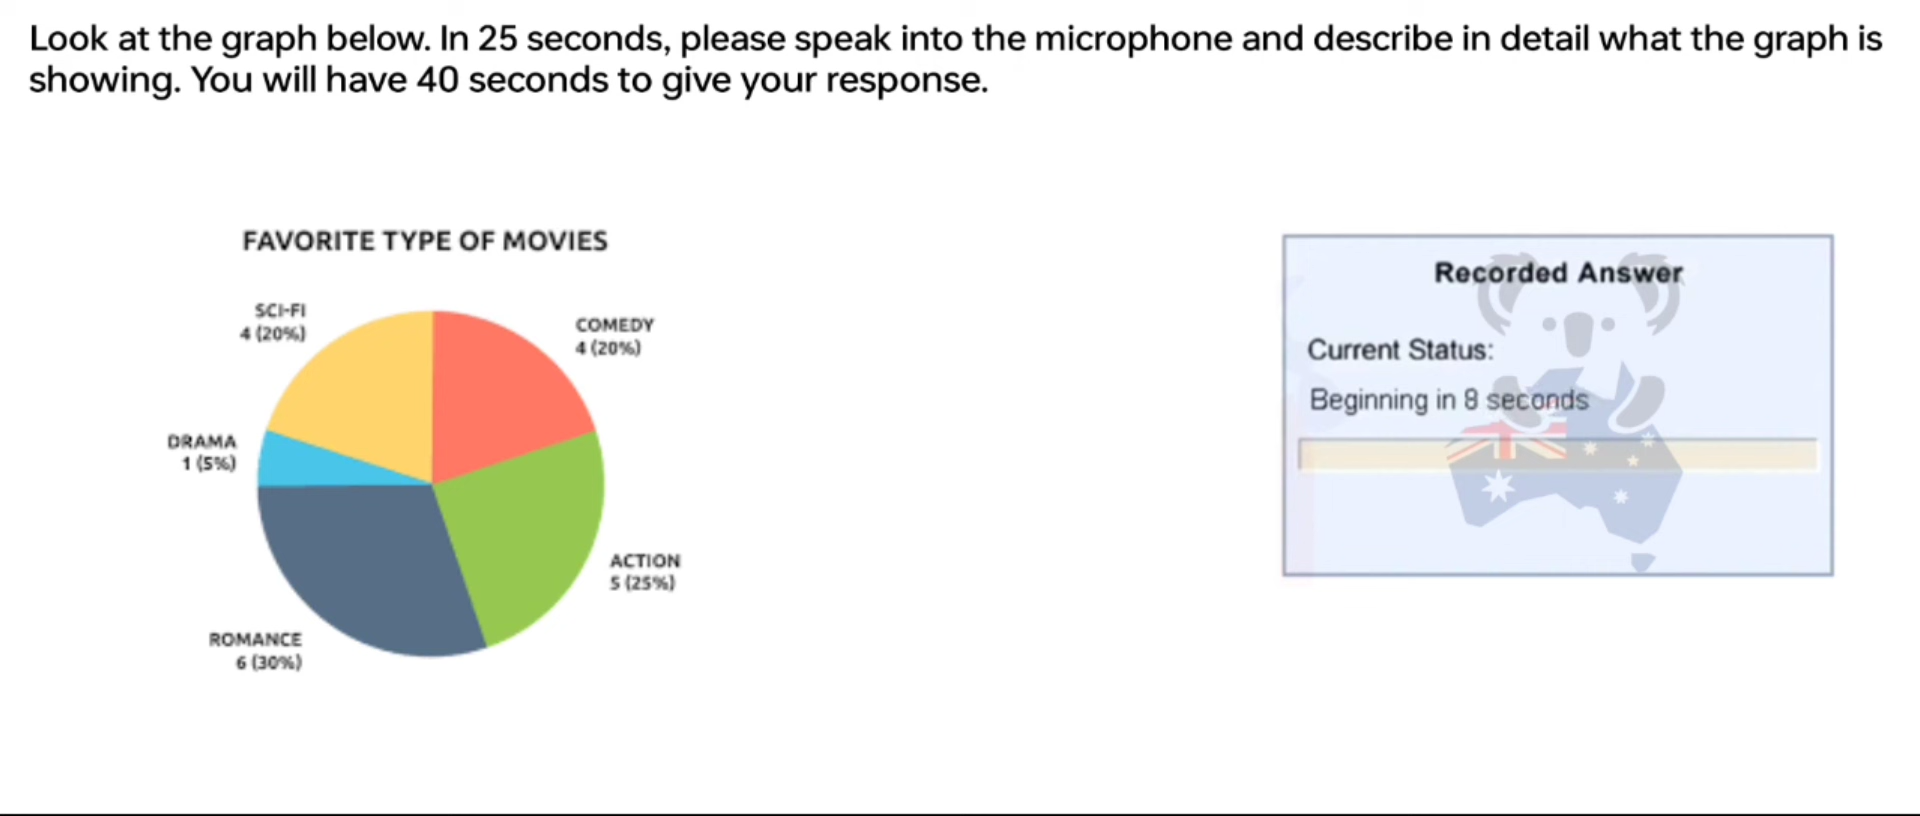 Look at the graph below. In 25 seconds, please speak into the microphone and describe in detail what the graph is
showing. You will have 40 seconds to give your response.
FAVORITE TYPE OF MOVIES
SCI-FI
4 (20%)
COMEDY
4 (20%)
DRAMA
1 (5%)
ACTION
5 (25%)
ROMANCE
6 (30%)
Recorded Answer
Current Status:
Beginning in 8 seconds